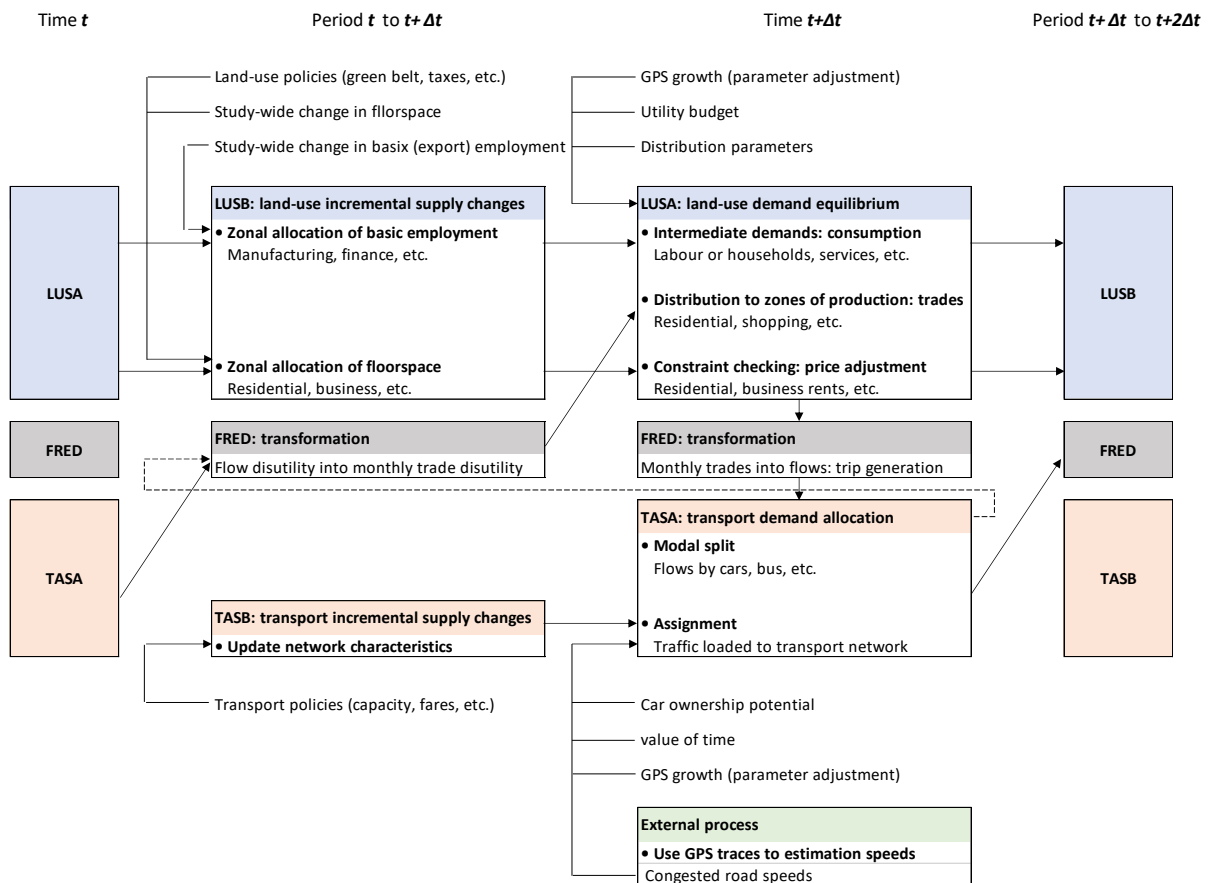 Time t
Period t to t+Δt
Time t+Δt
Period t+Δt to t+2Δt
Land-use policies (green belt, taxes, etc.)
Study-wide change in fllorspace
Study-wide change in basix (export) employment
GPS growth (parameter adjustment)
Utility budget
Distribution parameters
LUSA
LUSB: land-use incremental supply changes
• Zonal allocation of basic employment
Manufacturing, finance, etc.
• Zonal allocation of floorspace
Residential, business, etc.
LUSA: land-use demand equilibrium
• Intermediate demands: consumption
Labour or households, services, etc.
• Distribution to zones of production: trades
Residential, shopping, etc.
• Constraint checking: price adjustment
Residential, business rents, etc.
LUSB
FRED
FRED: transformation
Flow disutility into monthly trade disutility
FRED: transformation
Monthly trades into flows: trip generation
FRED
TASA
TASB: transport incremental supply changes
• Update network characteristics
TASA: transport demand allocation
• Modal split
Flows by cars, bus, etc.
• Assignment
Traffic loaded to transport network
TASB
Transport policies (capacity, fares, etc.)
Car ownership potential
value of time
GPS growth (parameter adjustment)
External process
• Use GPS traces to estimation speeds
Congested road speeds